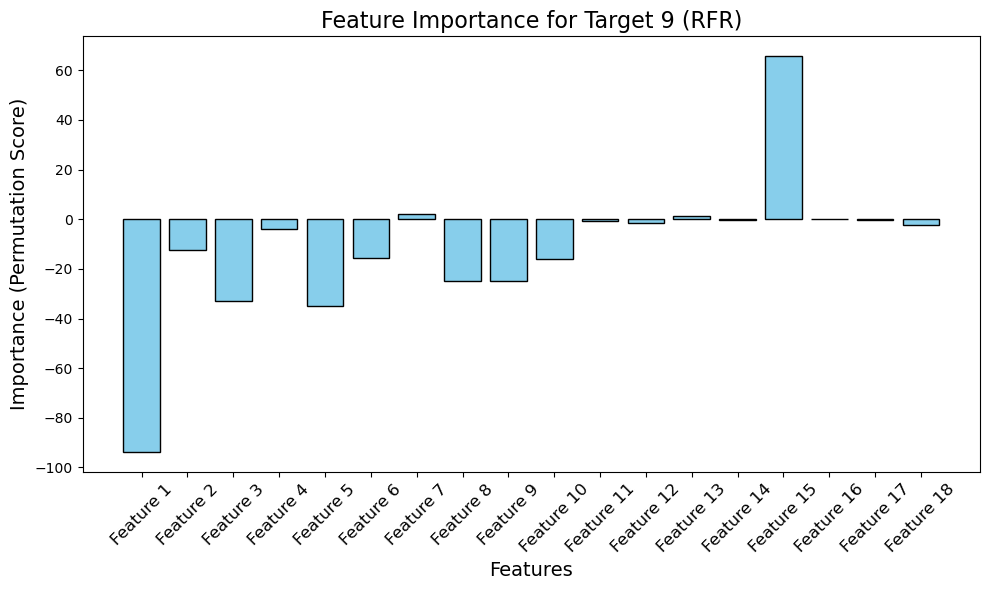 Feature Importance for Target 9 (RFR)
Importance (Permutation Score)
60
40
20
0
−20
−40
−60
−80
−100
Feature 1
Feature 2
Feature 3
Feature 4
Feature 5
Feature 6
Feature 7
Feature 8
Feature 9
Feature 10
Feature 11
Feature 12
Feature 13
Feature 14
Feature 15
Feature 16
Feature 17
Feature 18
Features